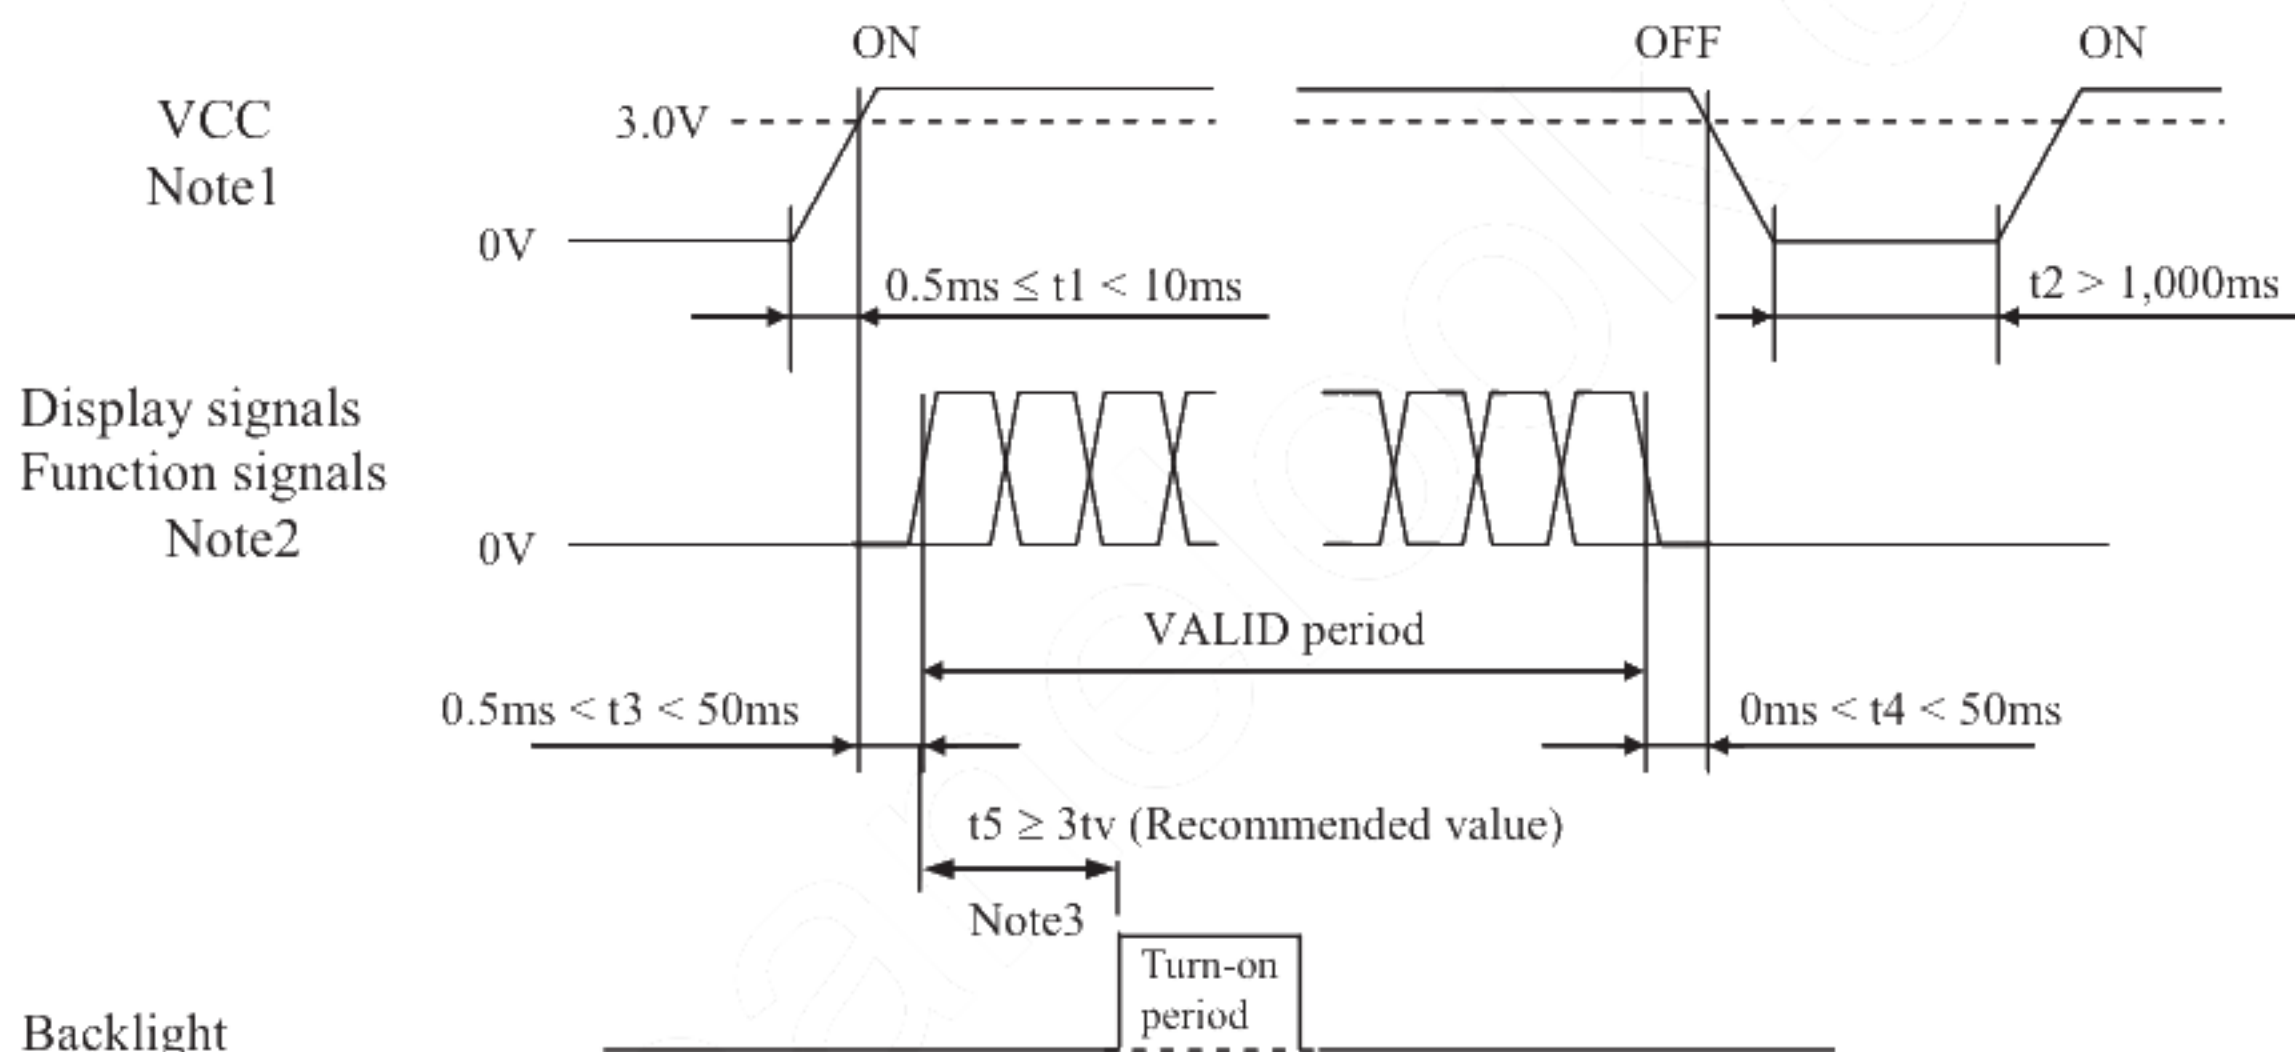 ON OFF ON
VCC
3.0V
Note1
0V
0.5ms ≤ t1 < 10ms
t2 > 1,000ms
Display signals
Function signals
Note2
0V
VALID period
0.5ms < t3 < 50ms
0ms < t4 < 50ms
t5 ≥ 3tv (Recommended value)
Note3
Turn-on
period
Backlight